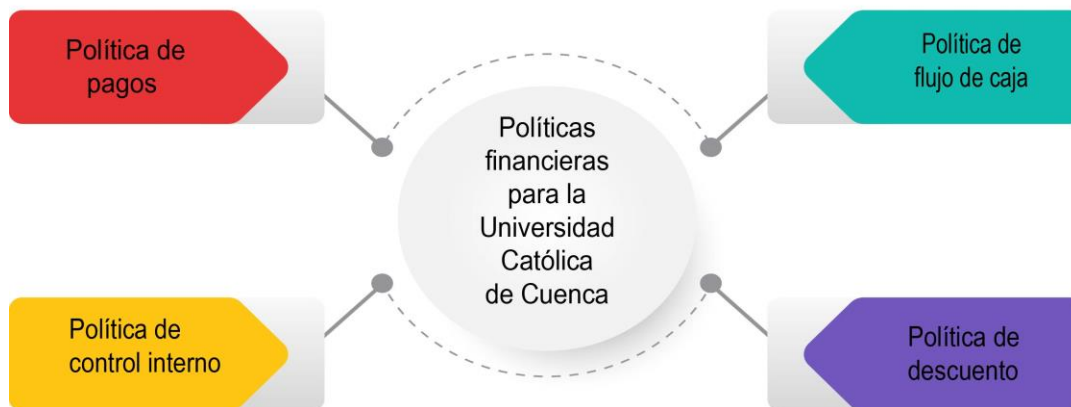 Política de
pagos
Política de
flujo de caja
Políticas
financieras
para la
Universidad
Católica
de Cuenca
Política de
control interno
Política de
descuento